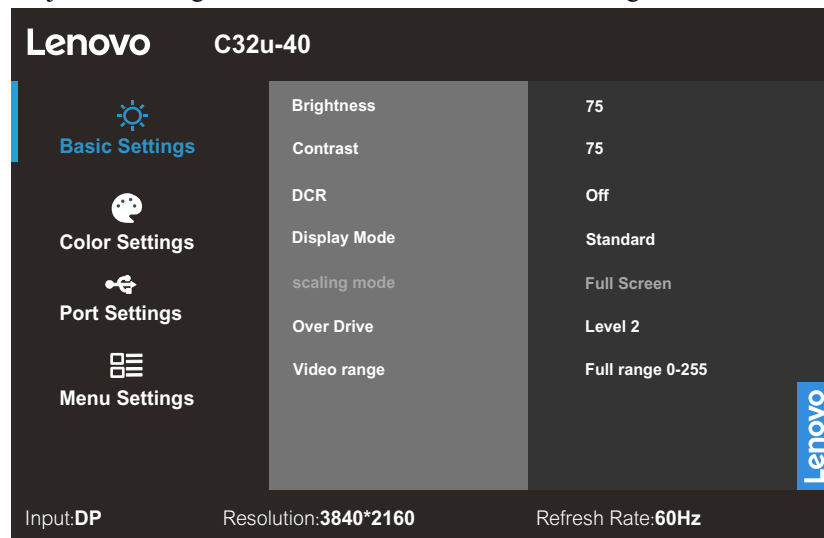 Lenovo C32u-40
Basic Settings
Color Settings
Port Settings
Menu Settings
Brightness 75
Contrast 75
DCR Off
Display Mode Standard
scaling mode Full Screen
Over Drive Level 2
Video range Full range 0-255
Lenovo
Input:DP Resolution:3840*2160 Refresh Rate:60Hz